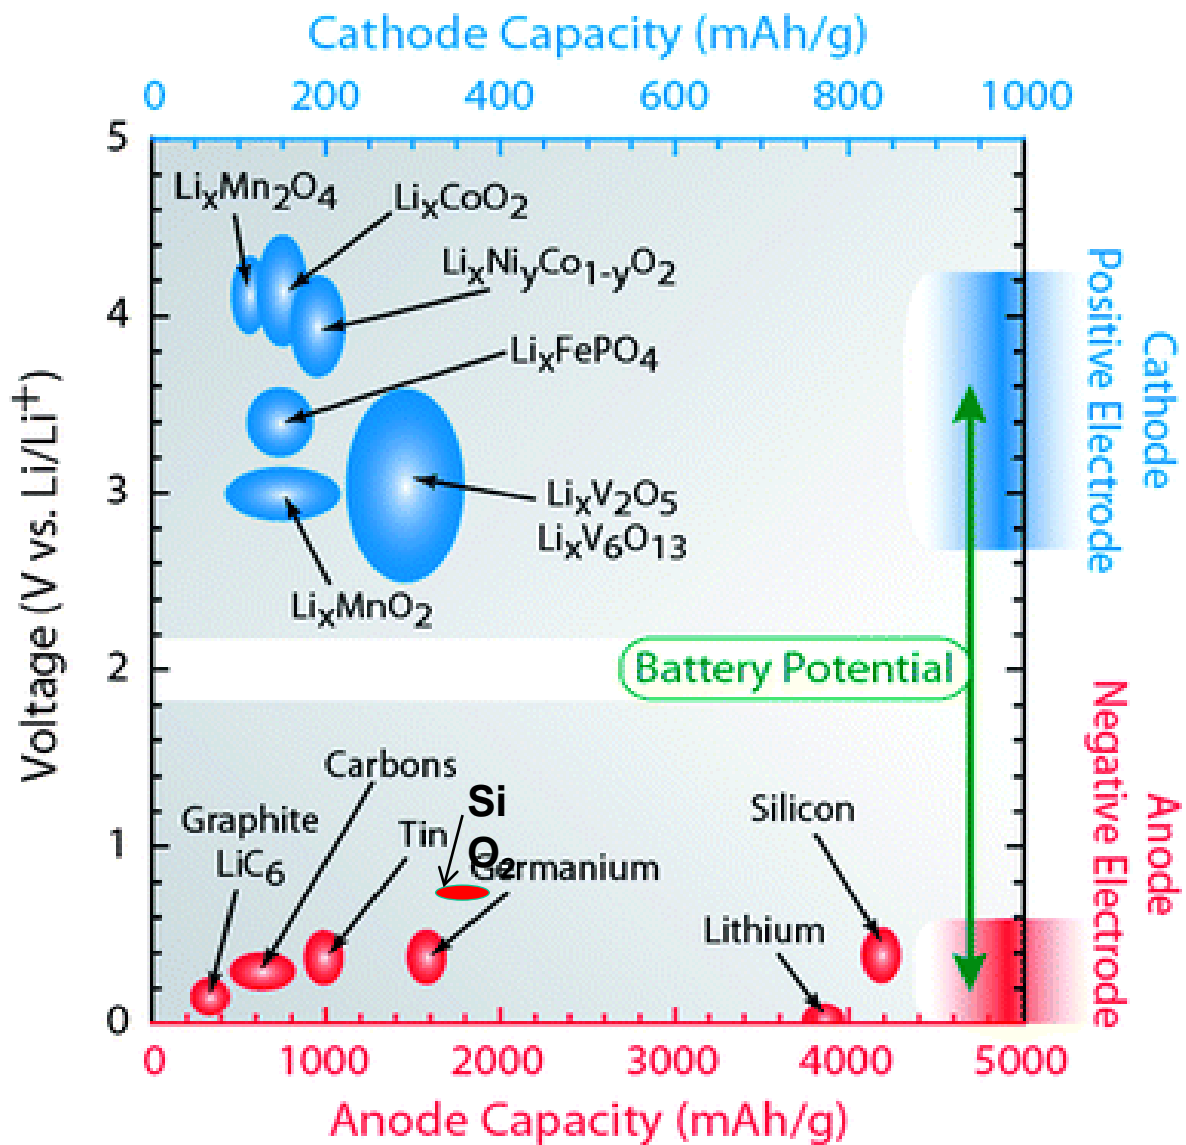 Cathode Capacity (mAh/g)
0 200 400 600 800 1000
5
4
3
2
1
0
Voltage (V vs. Li/Li+)
LixMn2O4
LixCoO2
LixNiyCo1-yO2
LixFePO4
LixV2O5
LixV6O13
LixMnO2
Battery Potential
Cathode
Positive Electrode
Anode
Negative Electrode
Carbons
Graphite
LiC6
Tin
Si
O2
Germanium
Silicon
Lithium
0 1000 2000 3000 4000 5000
Anode Capacity (mAh/g)